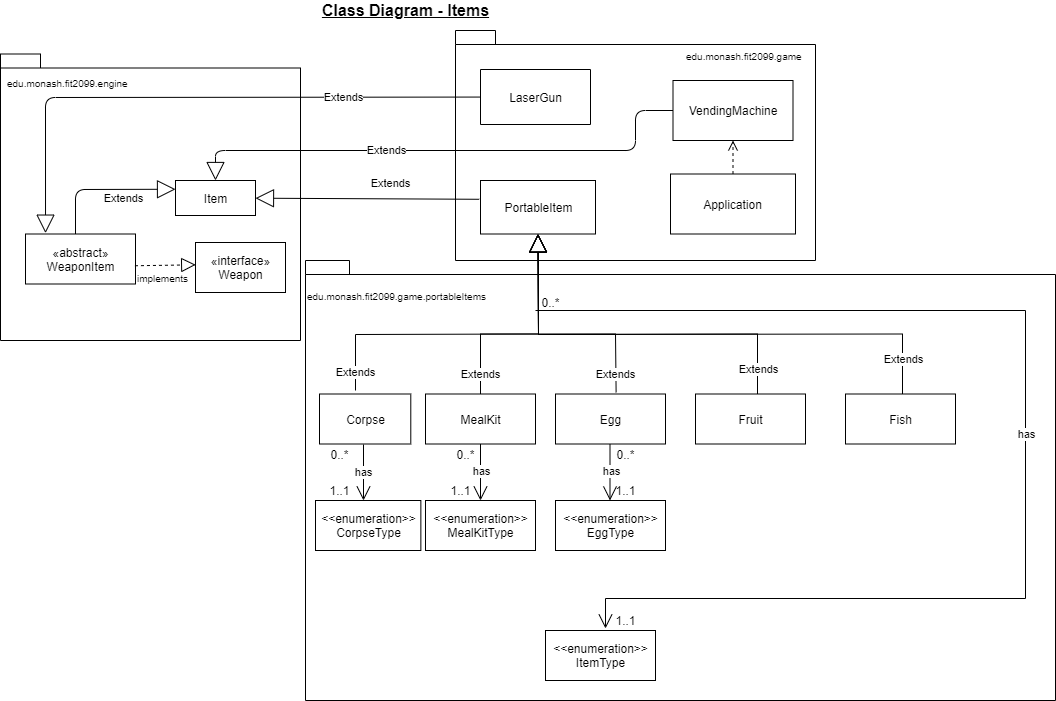 Class Diagram - Items
edu.monash.fit2099.engine
edu.monash.fit2099.game
LaserGun
VendingMachine
Extends
Extends
Extends
Extends
Item
PortableItem
Application
«abstract»
WeaponItem
implements
«interface»
Weapon
edu.monash.fit2099.game.portableItems
0..*
Extends
Extends
Extends
Extends
Extends
Corpse
MealKit
Egg
Fruit
Fish
has
0..*
0..*
0..*
has
has
has
1..1
1..1
1..1
<<enumeration>>
CorpseType
<<enumeration>>
MealKitType
<<enumeration>>
EggType
1..1
<<enumeration>>
ItemType